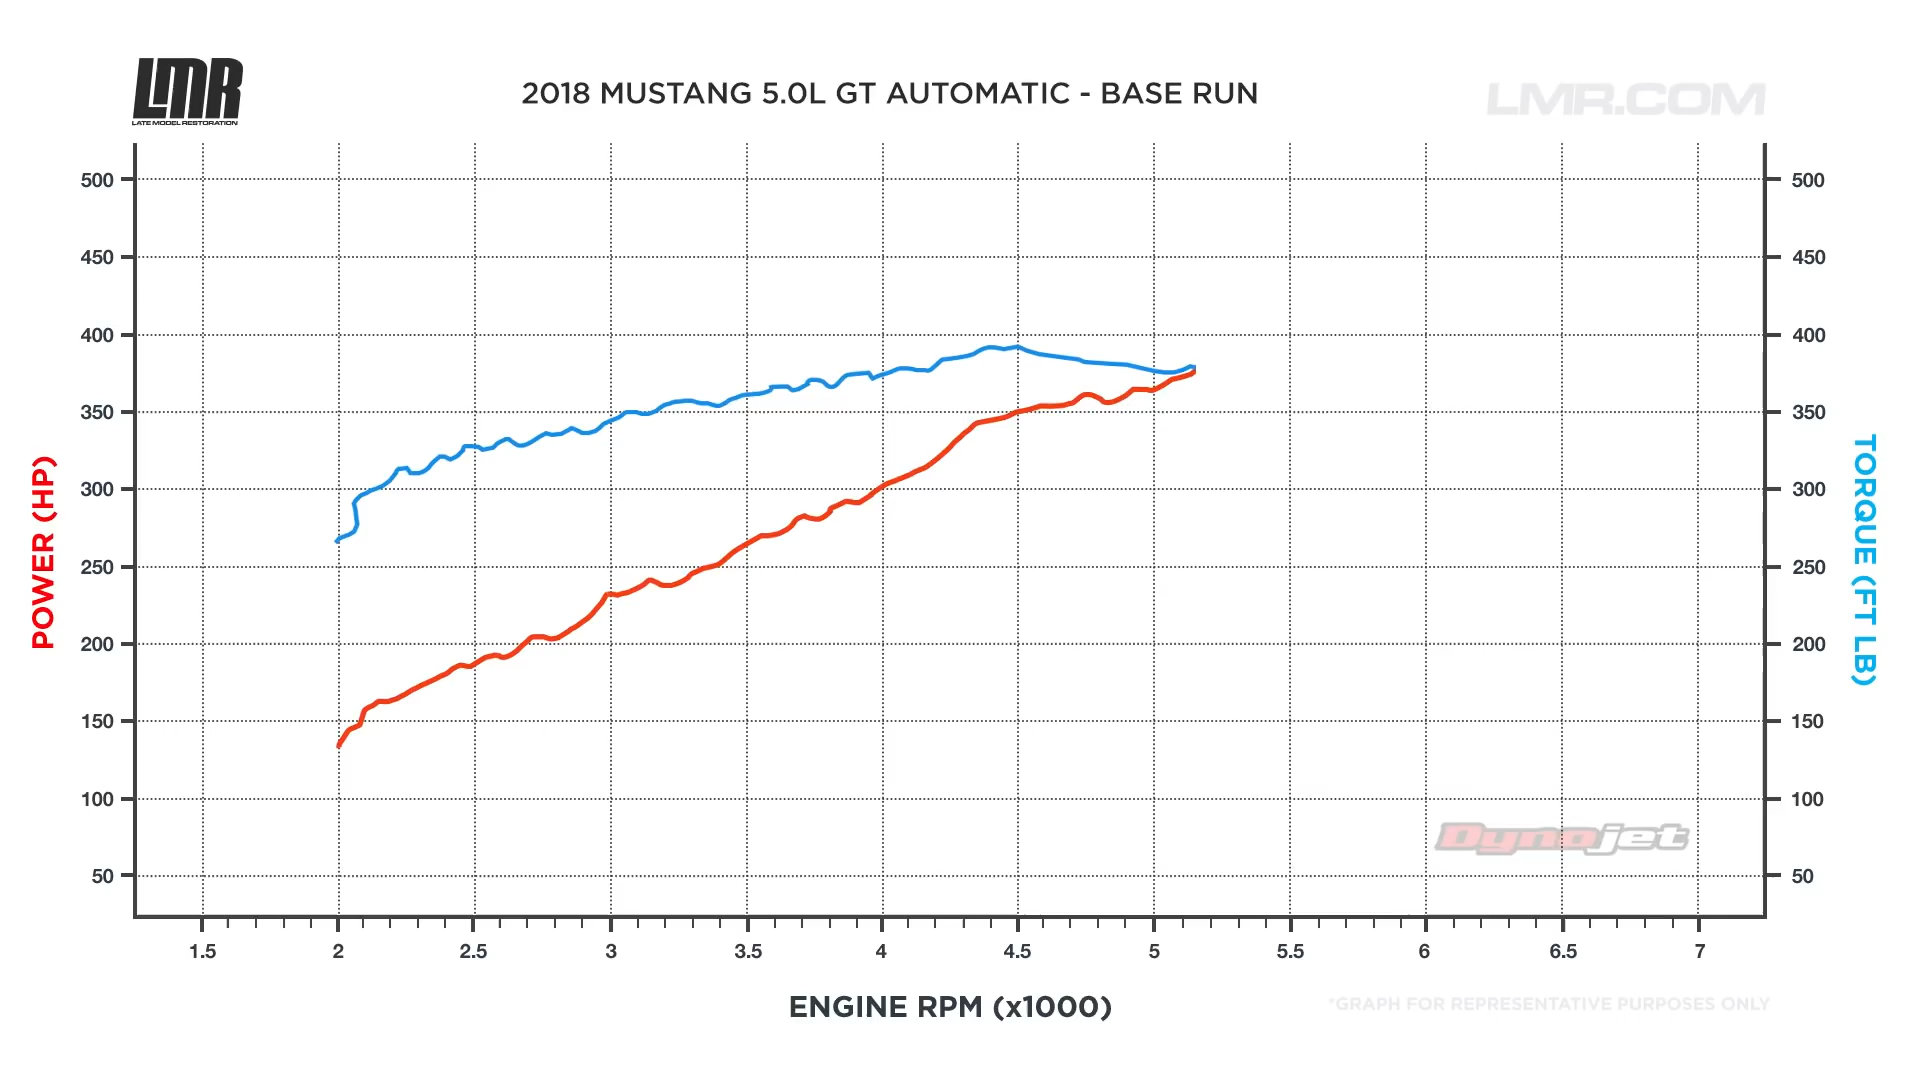 LMR
LATE MODEL RESTORATION
2018 MUSTANG 5.0L GT AUTOMATIC - BASE RUN
LMR.COM
500
450
400
350
300
250
200
150
100
50
POWER (HP)
500
450
400
350
300
250
200
150
100
50
TORQUE (FT LB)
Dynojet
1.5 2 2.5 3 3.5 4 4.5 5 5.5 6 6.5 7
ENGINE RPM (x1000)
*GRAPH FOR REPRESENTATIVE PURPOSES ONLY